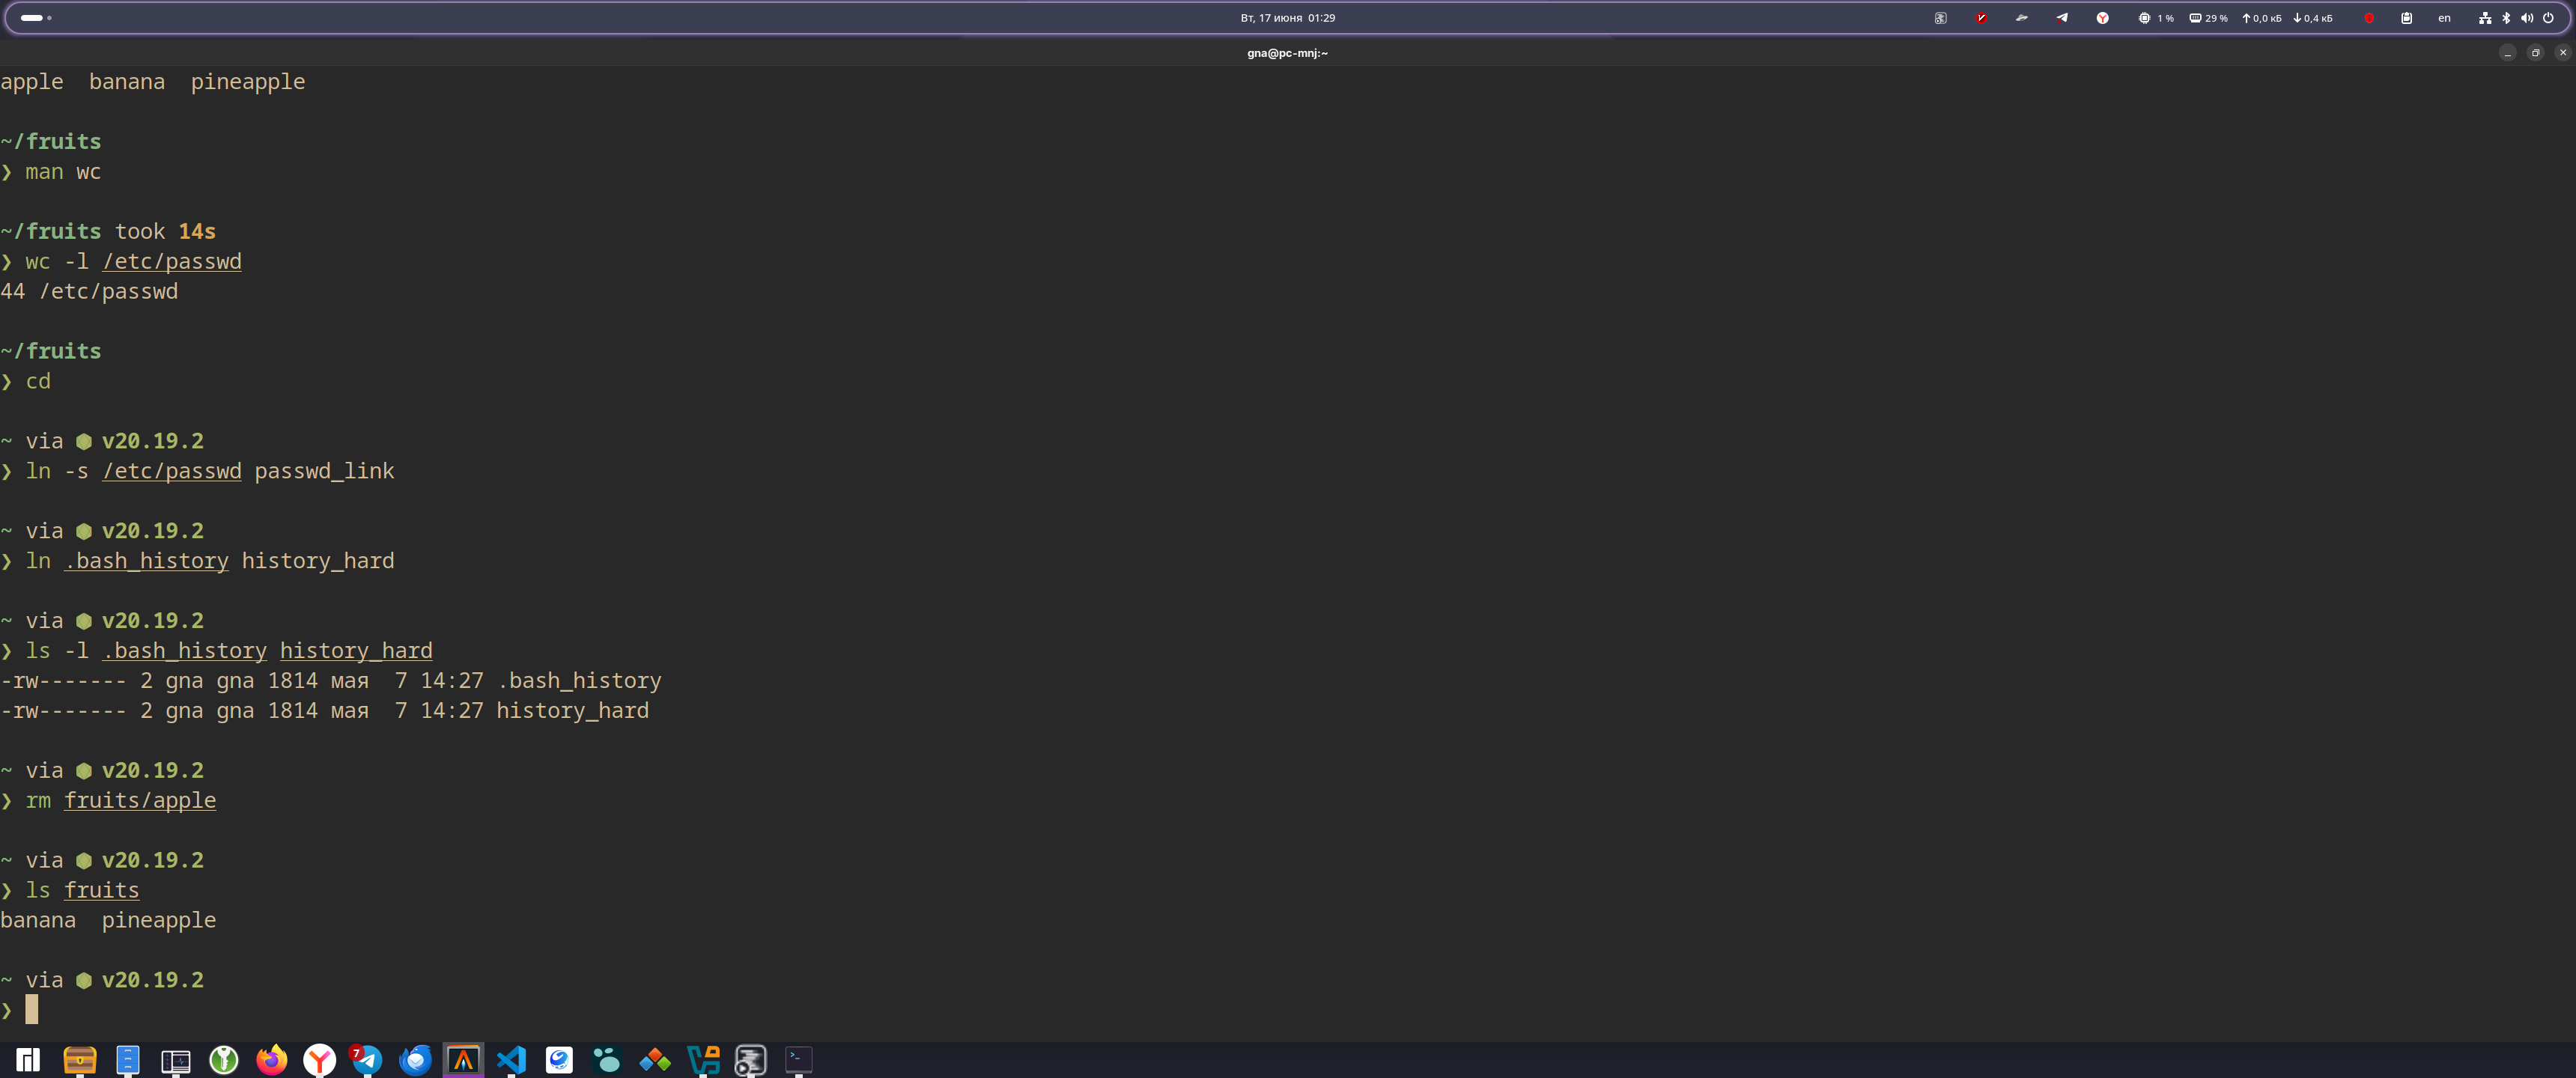 Вт, 17 июня 01:29
1 %
29 %
0,0 кБ
0,4 кБ
en
gna@pc-mnj:~
apple  banana  pineapple
~/fruits
❯ man wc
~/fruits took 14s
❯ wc -l /etc/passwd
44 /etc/passwd
~/fruits
❯ cd
~ via ⬢ v20.19.2
❯ ln -s /etc/passwd passwd_link
~ via ⬢ v20.19.2
❯ ln .bash_history history_hard
~ via ⬢ v20.19.2
❯ ls -l .bash_history history_hard
-rw------- 2 gna gna 1814 мая  7 14:27 .bash_history
-rw------- 2 gna gna 1814 мая  7 14:27 history_hard
~ via ⬢ v20.19.2
❯ rm fruits/apple
~ via ⬢ v20.19.2
❯ ls fruits
banana  pineapple
~ via ⬢ v20.19.2
❯
7